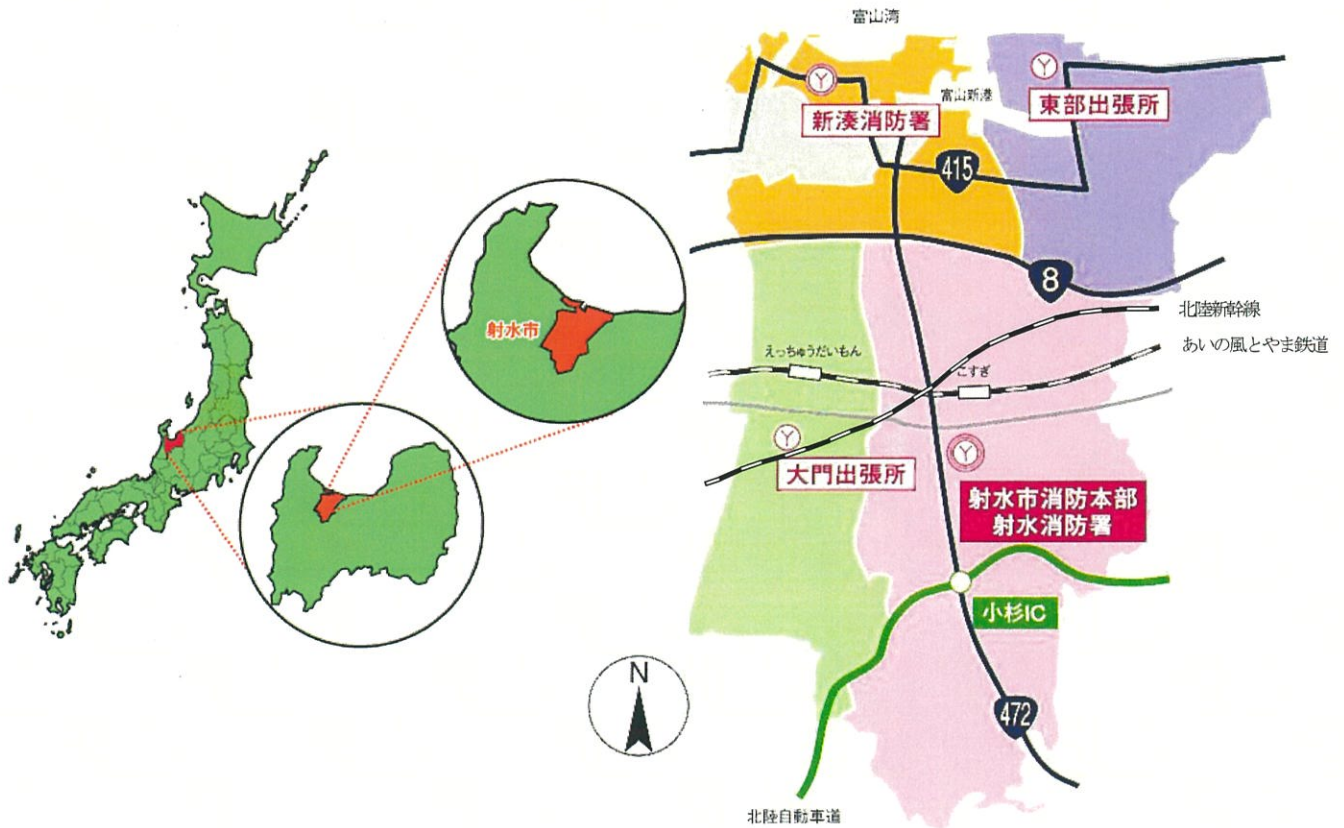 富山湾
富山新港
新湊消防署
東部出張所
415
8
射水市
北陸新幹線
あいの風とやま鉄道
えっちゅうだいもん
こすぎ
大門出張所
射水市消防本部
射水消防署
小杉IC
N
472
北陸自動車道